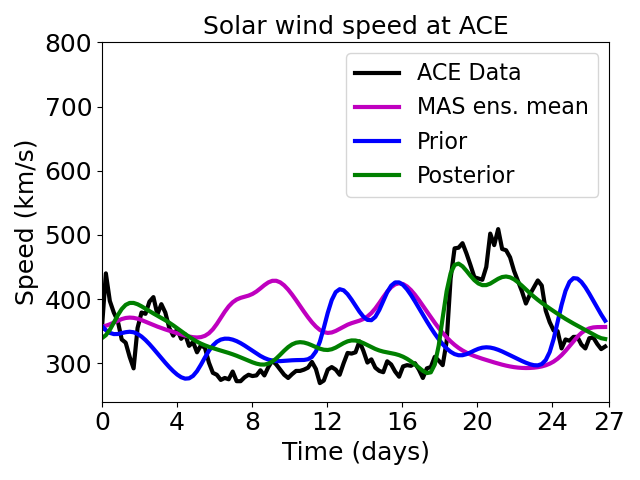 Solar wind speed at ACE
800
700
600
500
400
300
Speed (km/s)
ACE Data
MAS ens. mean
Prior
Posterior
0 4 8 12 16 20 24 27
Time (days)